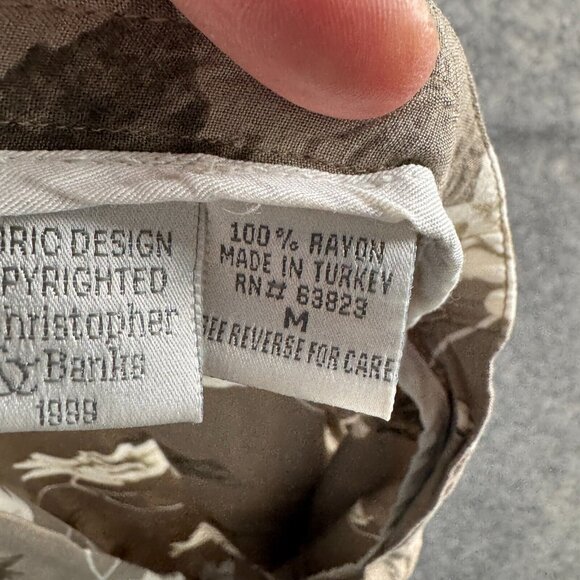 BRIC DESIGN
PYRIGHTED
hristopher
& Banks
1999
100% RAYON
MADE IN TURKEY
RN# 63823
M
SEE REVERSE FOR CARE